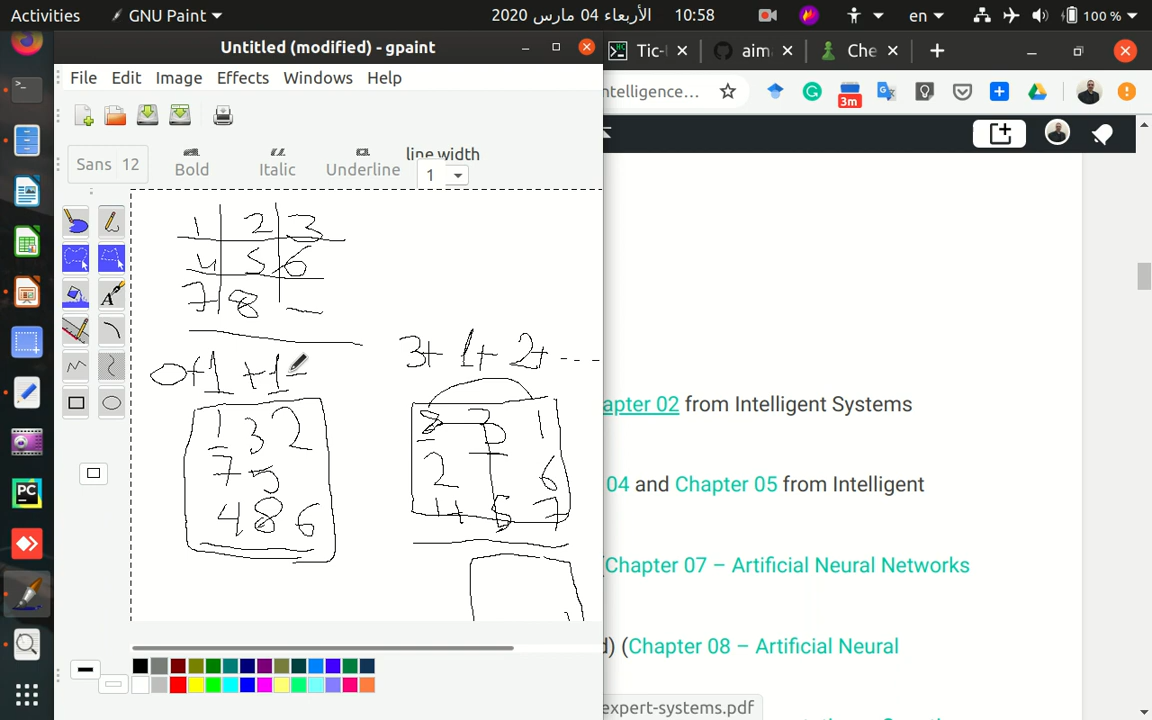 Activities GNU Paint 2020 الأربعاء 04 مارس 10:58 en 100 %
Untitled (modified) - gpaint
Tic- aim Che
File Edit Image Effects Windows Help
ntelligence... 3m
Sans 12 Bold Italic Underline line width 1
1 2 3
4 5 6
7 8
0+1 +1=
3+ 1+ 2+ ----
1 3 2
7 5
4 8 6
8 3 1
2 6
4 5 7
apter 02 from Intelligent Systems
04 and Chapter 05 from Intelligent
(Chapter 07 – Artificial Neural Networks
d) (Chapter 08 – Artificial Neural
expert-systems.pdf